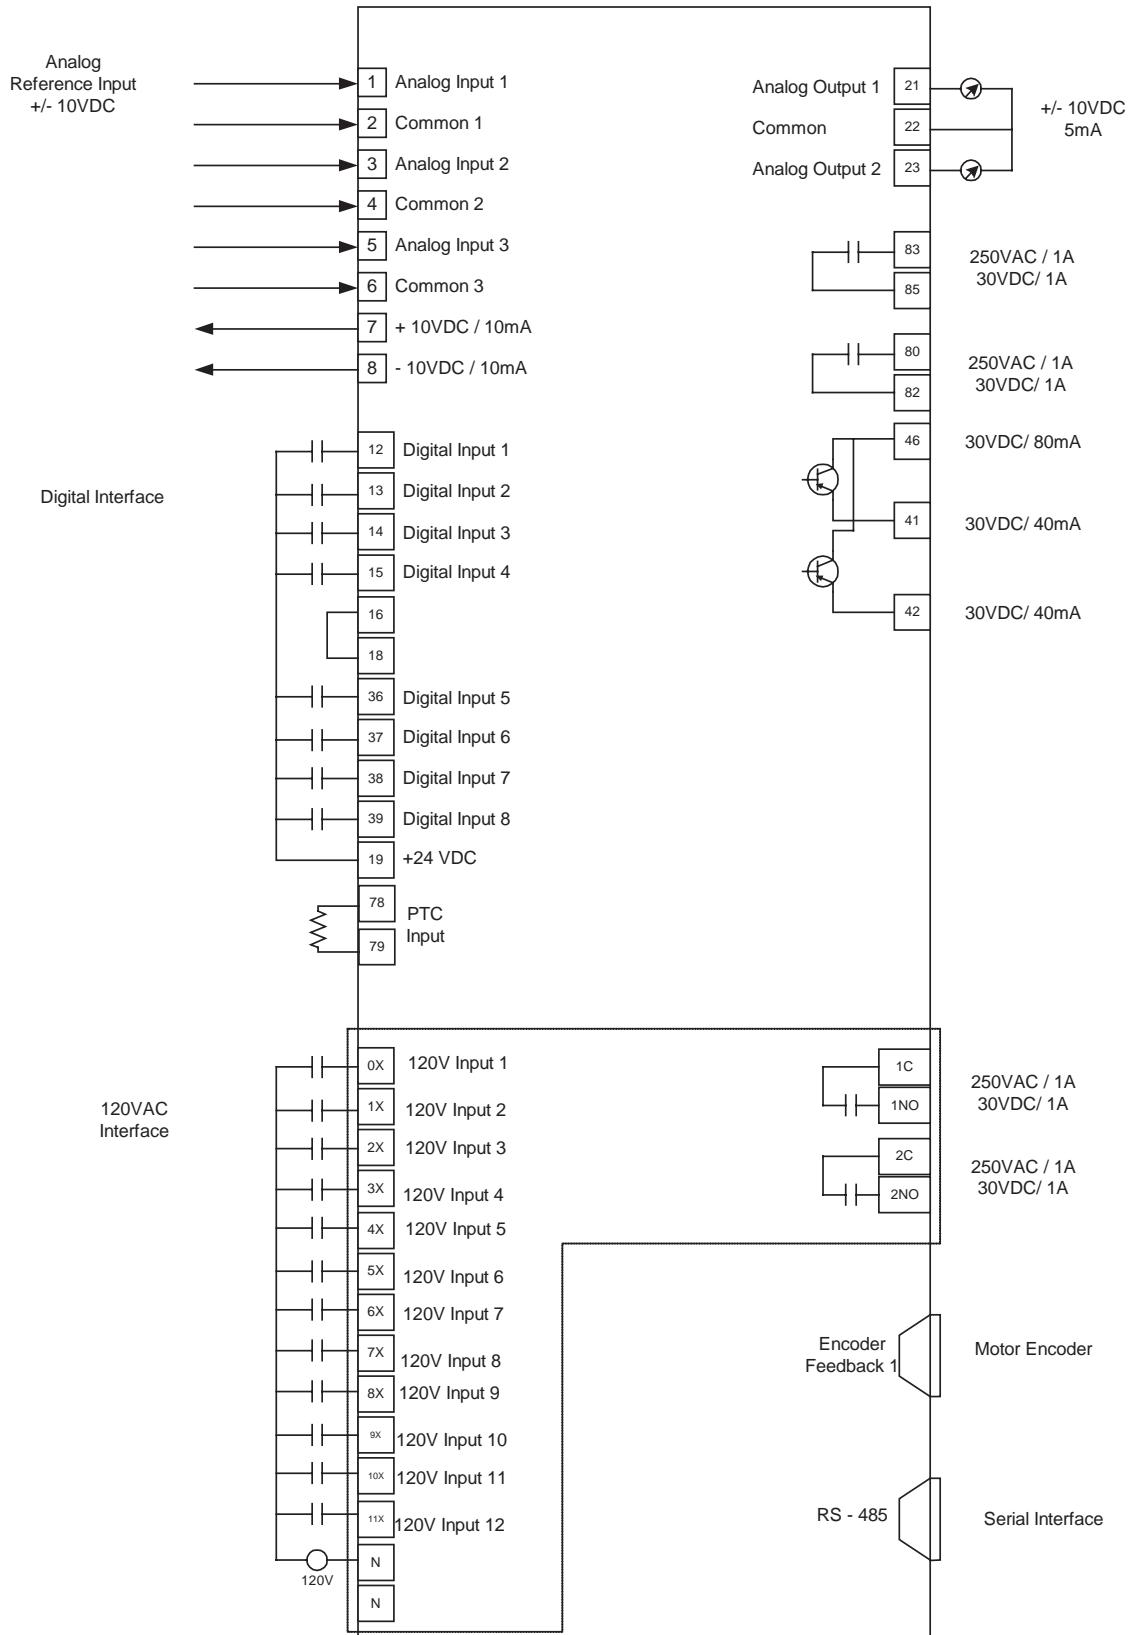 Analog
Reference Input
+/- 10VDC
1 Analog Input 1
2 Common 1
3 Analog Input 2
4 Common 2
5 Analog Input 3
6 Common 3
7 + 10VDC / 10mA
8 - 10VDC / 10mA
Analog Output 1 21
Common 22
Analog Output 2 23
+/- 10VDC
5mA
83
85
250VAC / 1A
30VDC/ 1A
80
82
250VAC / 1A
30VDC/ 1A
46 30VDC/ 80mA
41 30VDC/ 40mA
42 30VDC/ 40mA
Digital Interface
12 Digital Input 1
13 Digital Input 2
14 Digital Input 3
15 Digital Input 4
16
18
36 Digital Input 5
37 Digital Input 6
38 Digital Input 7
39 Digital Input 8
19 +24 VDC
78
79
PTC
Input
120VAC
Interface
0X 120V Input 1
1X 120V Input 2
2X 120V Input 3
3X 120V Input 4
4X 120V Input 5
5X 120V Input 6
6X 120V Input 7
7X 120V Input 8
8X 120V Input 9
9X 120V Input 10
10X 120V Input 11
11X 120V Input 12
N
120V
N
1C
1NO
250VAC / 1A
30VDC/ 1A
2C
2NO
250VAC / 1A
30VDC/ 1A
Encoder
Feedback 1
Motor Encoder
RS - 485
Serial Interface